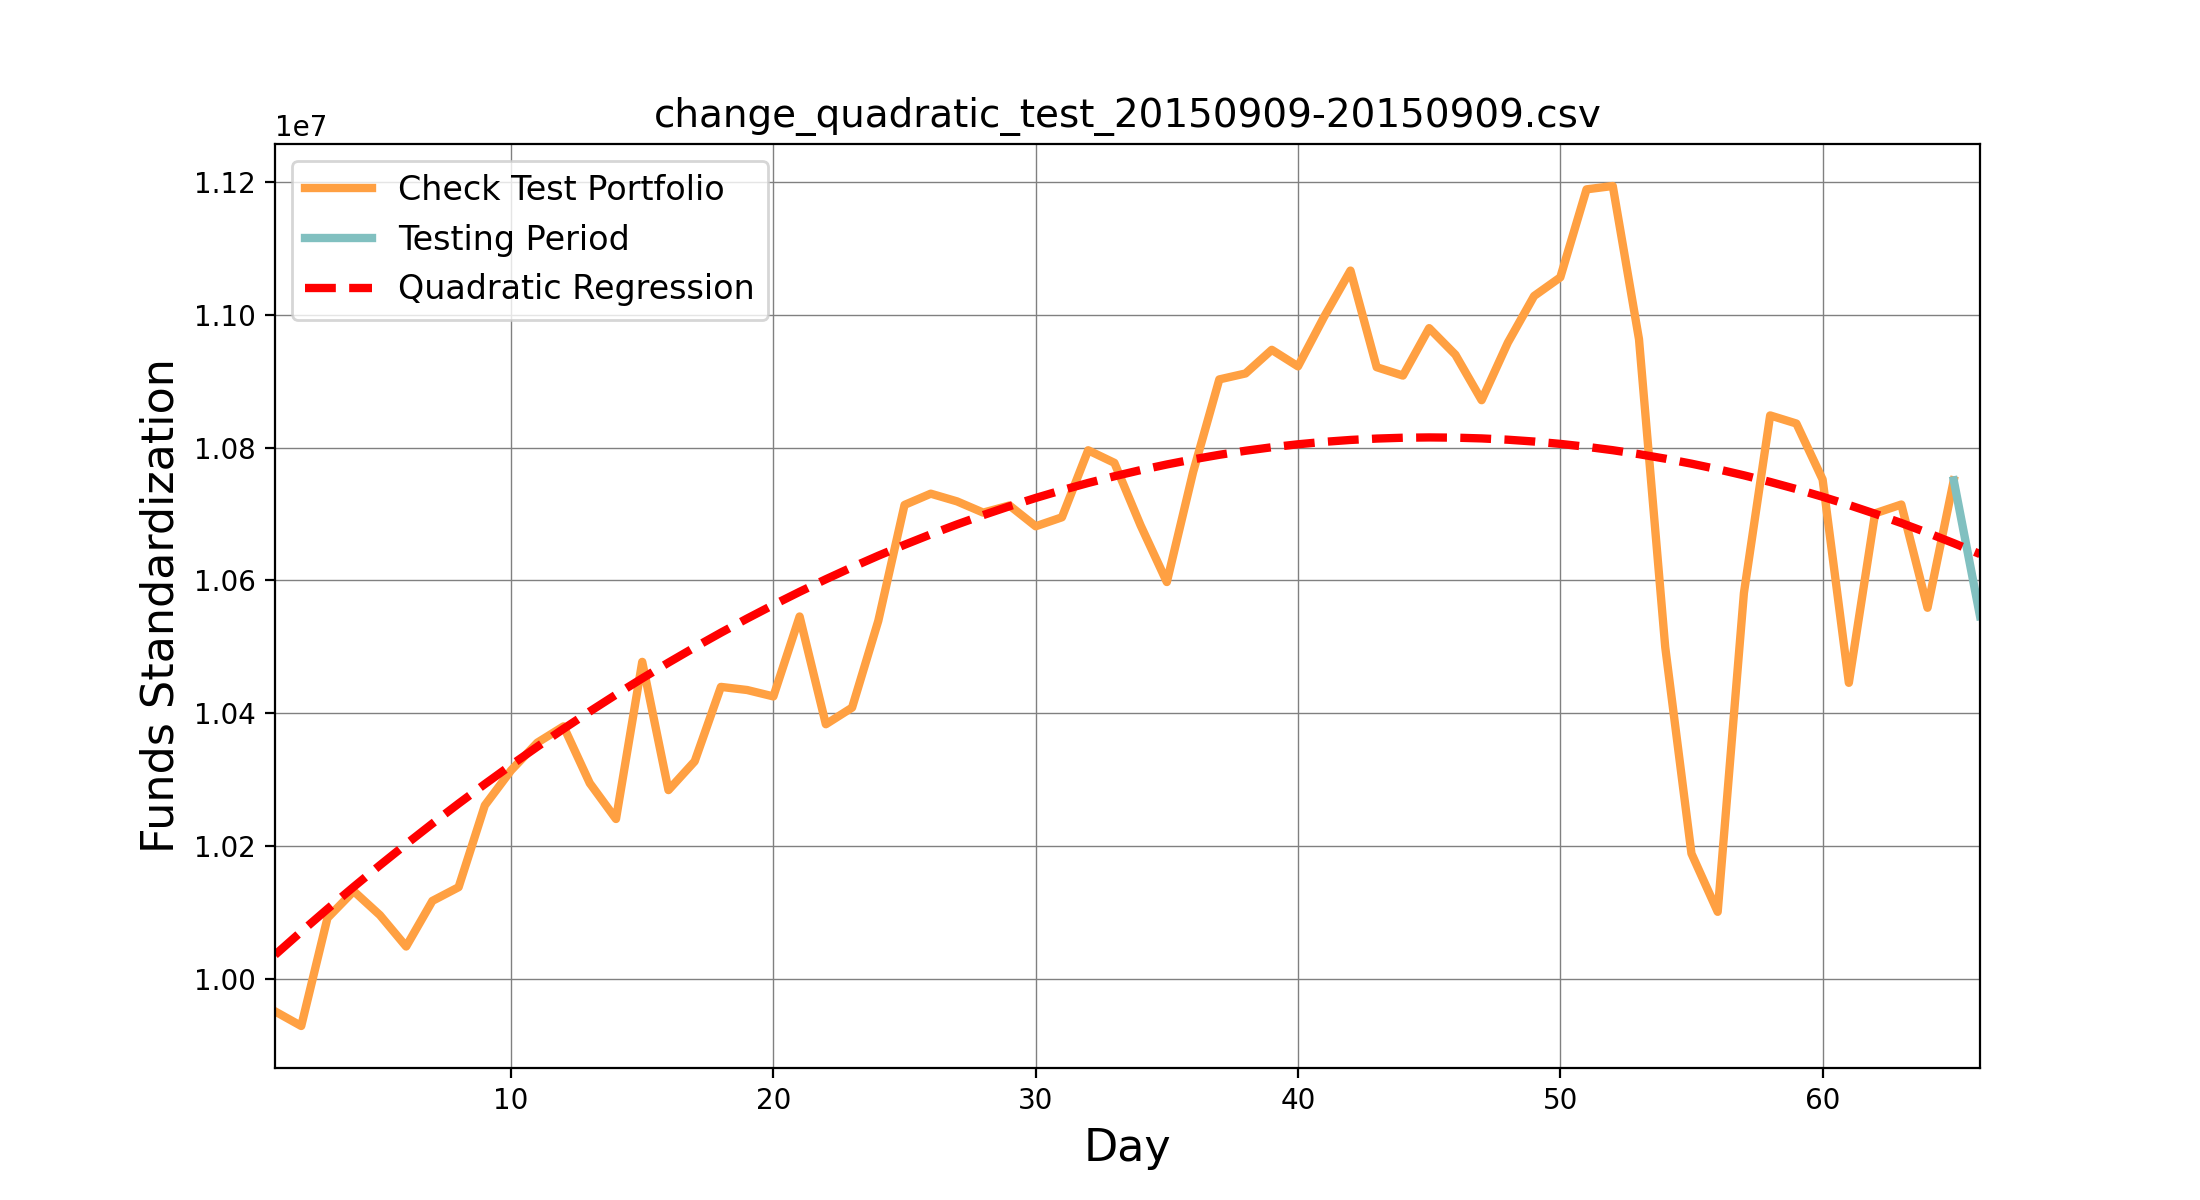 change_quadratic_test_20150909-20150909.csv
1e7
Check Test Portfolio
Testing Period
Quadratic Regression
1.12
1.10
1.08
1.06
1.04
1.02
1.00
Funds Standardization
10 20 30 40 50 60
Day